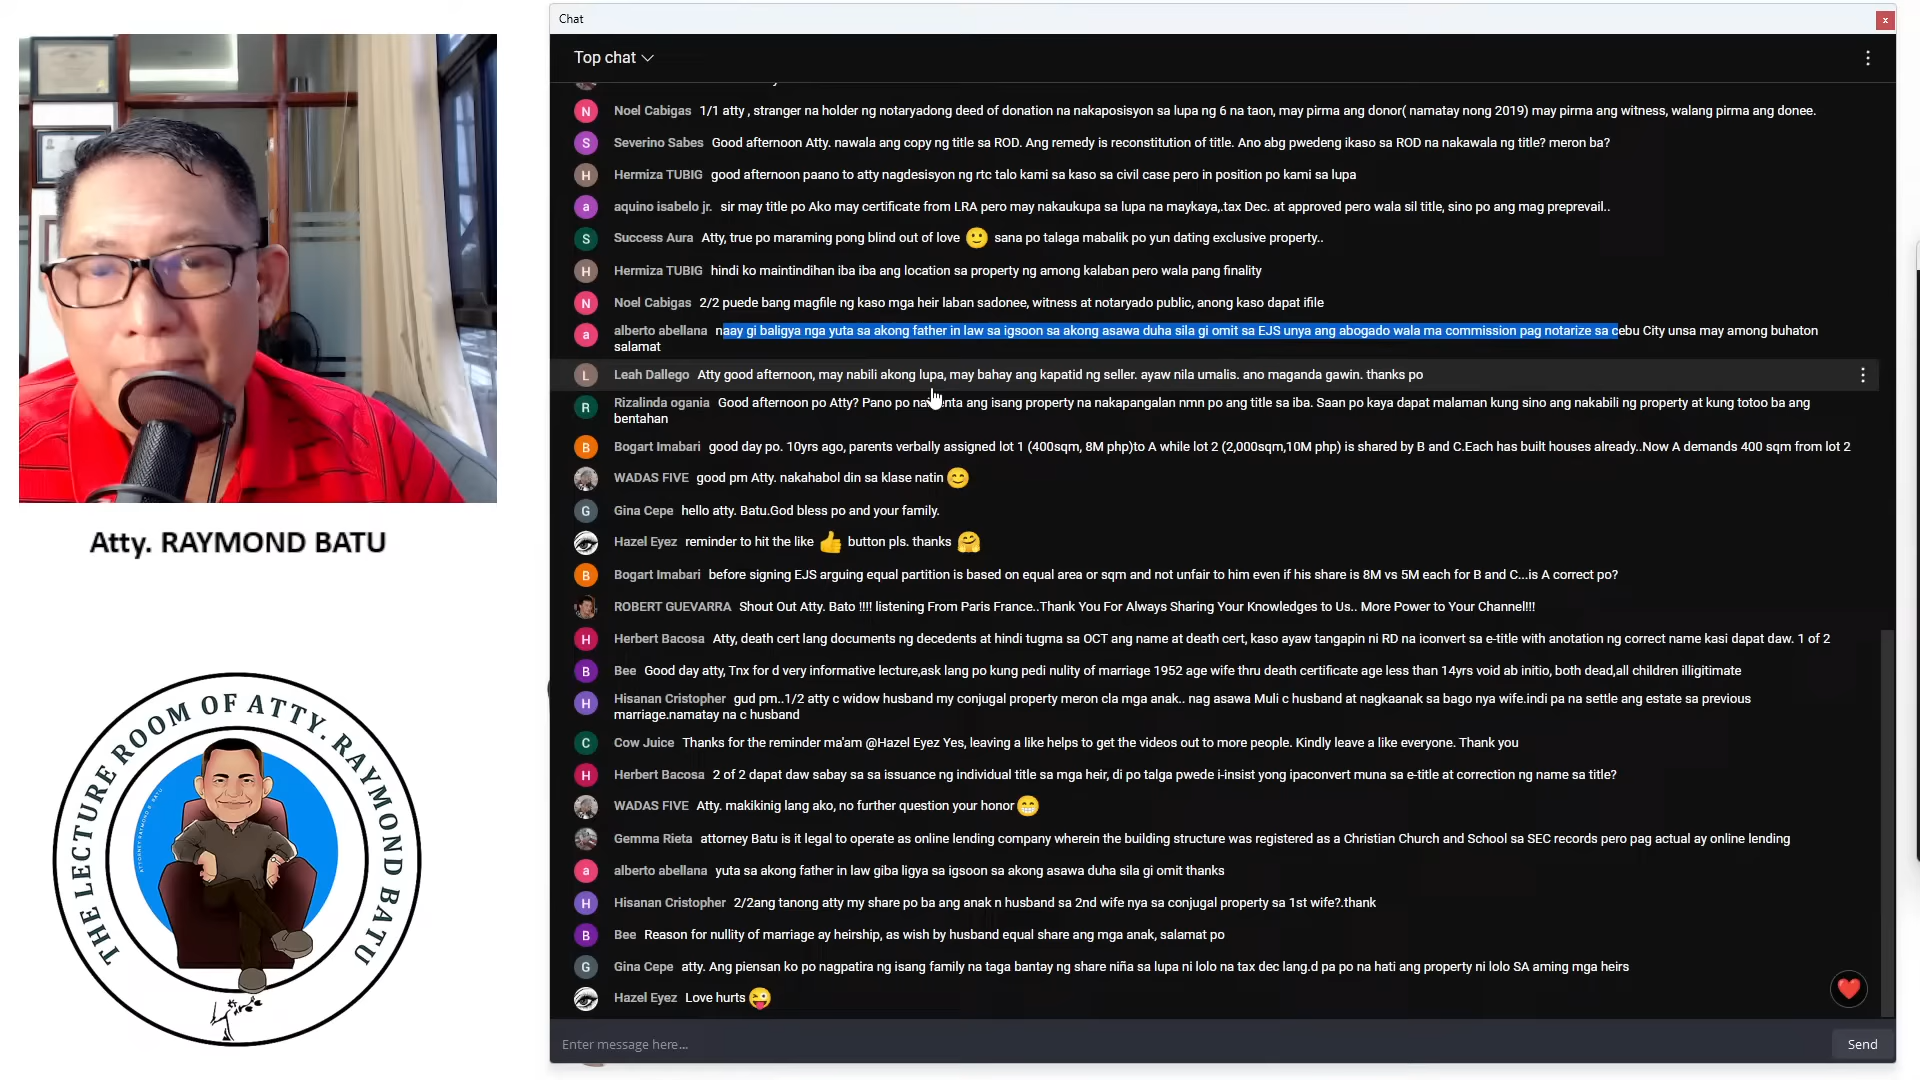 Chat
x
Top chat
N Noel Cabigas 1/1 atty , stranger na holder ng notaryadong deed of donation na nakaposisyon sa lupa ng 6 na taon, may pirma ang donor( namatay nong 2019) may pirma ang witness, walang pirma ang donee.
S Severino Sabes Good afternoon Atty. nawala ang copy ng title sa ROD. Ang remedy is reconstitution of title. Ano abg pwedeng ikaso sa ROD na nakawala ng title? meron ba?
H Hermiza TUBIG good afternoon paano to atty nagdesisyon ng rtc talo kami sa kaso sa civil case pero in position po kami sa lupa
a aquino isabelo jr. sir may title po Ako may certificate from LRA pero may nakaukupa sa lupa na maykaya,.tax Dec. at approved pero wala sil title, sino po ang mag preprevail..
S Success Aura Atty, true po maraming pong blind out of love 🙂 sana po talaga mabalik po yun dating exclusive property..
H Hermiza TUBIG hindi ko maintindihan iba iba ang location sa property ng among kalaban pero wala pang finality
N Noel Cabigas 2/2 puede bang magfile ng kaso mga heir laban sadonee, witness at notaryado public, anong kaso dapat ifile
a alberto abellana naay gi baligya nga yuta sa akong father in law sa igsoon sa akong asawa duha sila gi omit sa EJS unya ang abogado wala ma commission pag notarize sa cebu City unsa may among buhaton
salamat
L Leah Dallego Atty good afternoon, may nabili akong lupa, may bahay ang kapatid ng seller. ayaw nila umalis. ano maganda gawin. thanks po
R Rizalinda ogania Good afternoon po Atty? Pano po na ang isang property na nakapangalan nmn po ang title sa iba. Saan po kaya dapat malaman kung sino ang nakabili ng property at kung totoo ba ang
bentahan
B Bogart Imabari good day po. 10yrs ago, parents verbally assigned lot 1 (400sqm, 8M php)to A while lot 2 (2,000sqm,10M php) is shared by B and C.Each has built houses already..Now A demands 400 sqm from lot 2
WADAS FIVE good pm Atty. nakahabol din sa klase natin 😊
G Gina Cepe hello atty. Batu.God bless po and your family.
Hazel Eyez reminder to hit the like 👍 button pls. thanks 🤗
B Bogart Imabari before signing EJS arguing equal partition is based on equal area or sqm and not unfair to him even if his share is 8M vs 5M each for B and C...is A correct po?
ROBERT GUEVARRA Shout Out Atty. Bato !!!! listening From Paris France..Thank You For Always Sharing Your Knowledges to Us.. More Power to Your Channel!!!
H Herbert Bacosa Atty, death cert lang documents ng decedents at hindi tugma sa OCT ang name at death cert, kaso ayaw tangapin ni RD na iconvert sa e-title with anotation ng correct name kasi dapat daw. 1 of 2
B Bee Good day atty, Tnx for d very informative lecture,ask lang po kung pedi nulity of marriage 1952 age wife thru death certificate age less than 14yrs void ab initio, both dead,all children illigitimate
H Hisanan Cristopher gud pm..1/2 atty c widow husband my conjugal property meron cla mga anak.. nag asawa Muli c husband at nagkaanak sa bago nya wife.indi pa na settle ang estate sa previous
marriage.namatay na c husband
C Cow Juice Thanks for the reminder ma'am @Hazel Eyez Yes, leaving a like helps to get the videos out to more people. Kindly leave a like everyone. Thank you
H Herbert Bacosa 2 of 2 dapat daw sabay sa sa issuance ng individual title sa mga heir, di po talga pwede i-insist yong ipaconvert muna sa e-title at correction ng name sa title?
WADAS FIVE Atty. makikinig lang ako, no further question your honor 😁
Gemma Rieta attorney Batu is it legal to operate as online lending company wherein the building structure was registered as a Christian Church and School sa SEC records pero pag actual ay online lending
a alberto abellana yuta sa akong father in law giba ligya sa igsoon sa akong asawa duha sila gi omit thanks
H Hisanan Cristopher 2/2ang tanong atty my share po ba ang anak n husband sa 2nd wife nya sa conjugal property sa 1st wife?.thank
B Bee Reason for nullity of marriage ay heirship, as wish by husband equal share ang mga anak, salamat po
G Gina Cepe atty. Ang piensan ko po nagpatira ng isang family na taga bantay ng share niña sa lupa ni lolo na tax dec lang.d pa po na hati ang property ni lolo SA aming mga heirs
Hazel Eyez Love hurts 😜
Enter message here...
Send
Atty. RAYMOND BATU
THE LECTURE ROOM OF ATTY. RAYMOND BATU